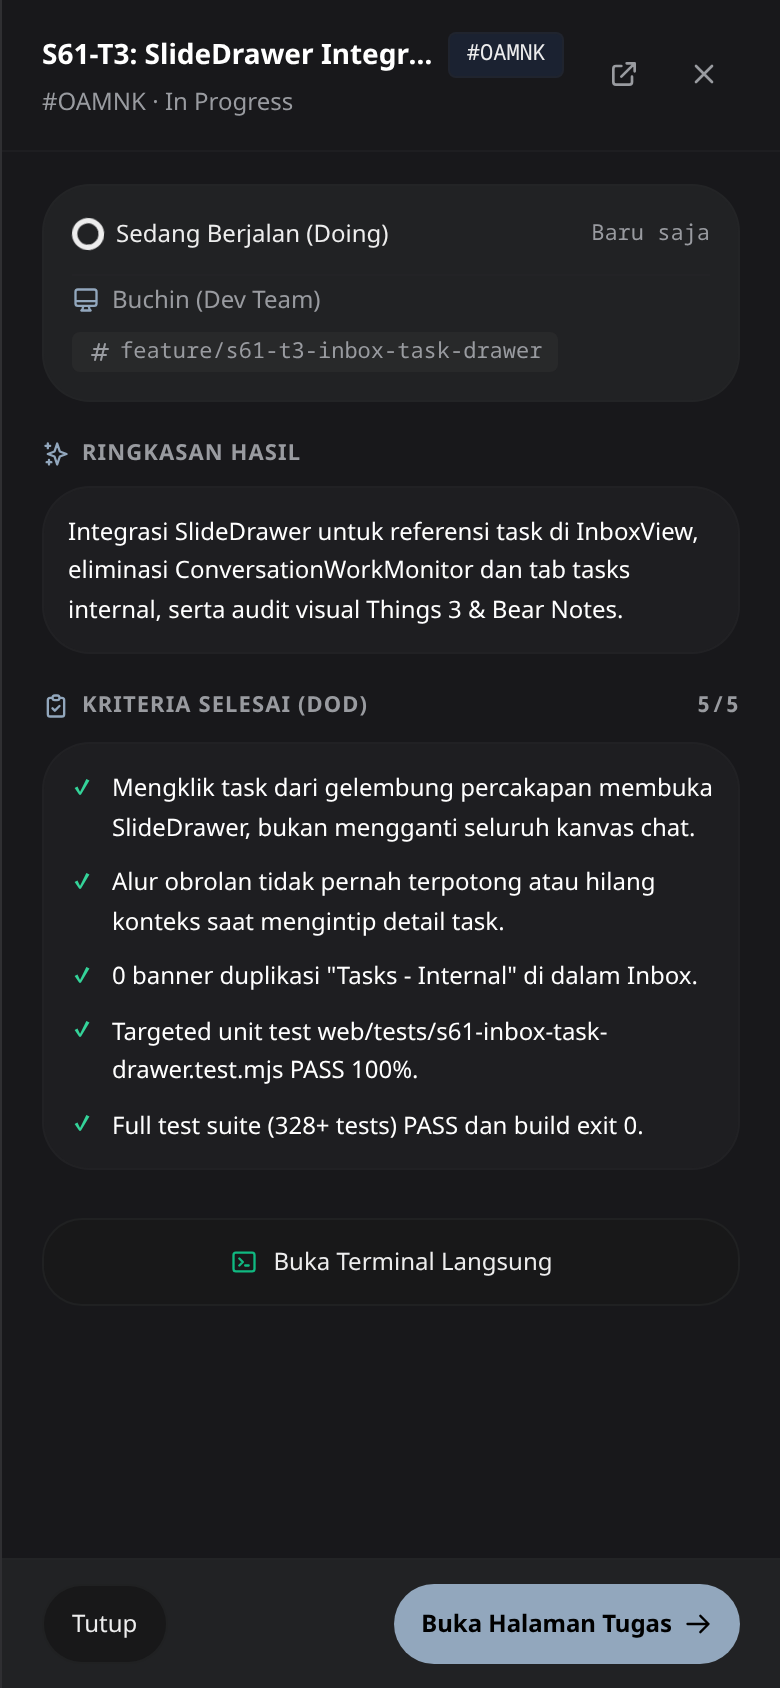 S61-T3: SlideDrawer Integr...
#OAMNK
#OAMNK · In Progress
Sedang Berjalan (Doing)
Baru saja
Buchin (Dev Team)
# feature/s61-t3-inbox-task-drawer
RINGKASAN HASIL
Integrasi SlideDrawer untuk referensi task di InboxView,
eliminasi ConversationWorkMonitor dan tab tasks
internal, serta audit visual Things 3 & Bear Notes.
KRITERIA SELESAI (DOD)
5/5
Mengklik task dari gelembung percakapan membuka
SlideDrawer, bukan mengganti seluruh kanvas chat.
Alur obrolan tidak pernah terpotong atau hilang
konteks saat mengintip detail task.
0 banner duplikasi "Tasks - Internal" di dalam Inbox.
Targeted unit test web/tests/s61-inbox-task-
drawer.test.mjs PASS 100%.
Full test suite (328+ tests) PASS dan build exit 0.
Buka Terminal Langsung
Tutup
Buka Halaman Tugas →